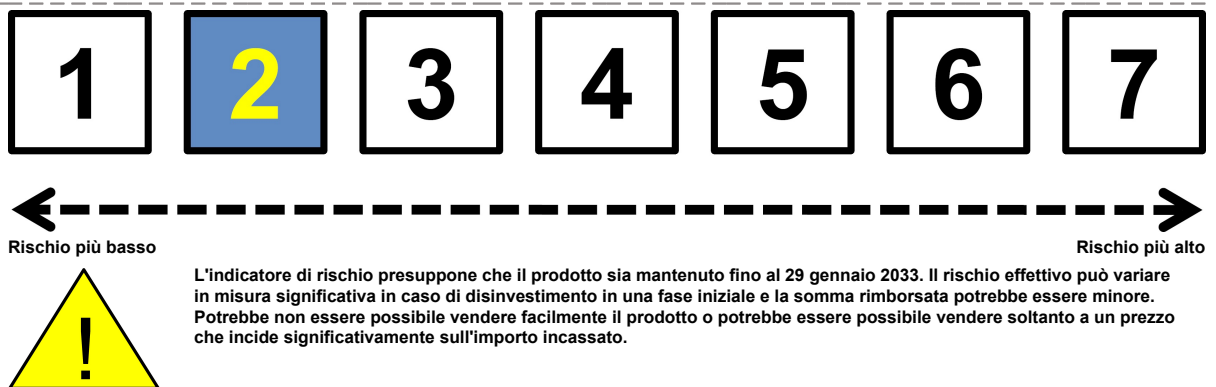 1 2 3 4 5 6 7
Rischio più basso Rischio più alto
L'indicatore di rischio presuppone che il prodotto sia mantenuto fino al 29 gennaio 2033. Il rischio effettivo può variare
in misura significativa in caso di disinvestimento in una fase iniziale e la somma rimborsata potrebbe essere minore.
Potrebbe non essere possibile vendere facilmente il prodotto o potrebbe essere possibile vendere soltanto a un prezzo
che incide significativamente sull'importo incassato.
!